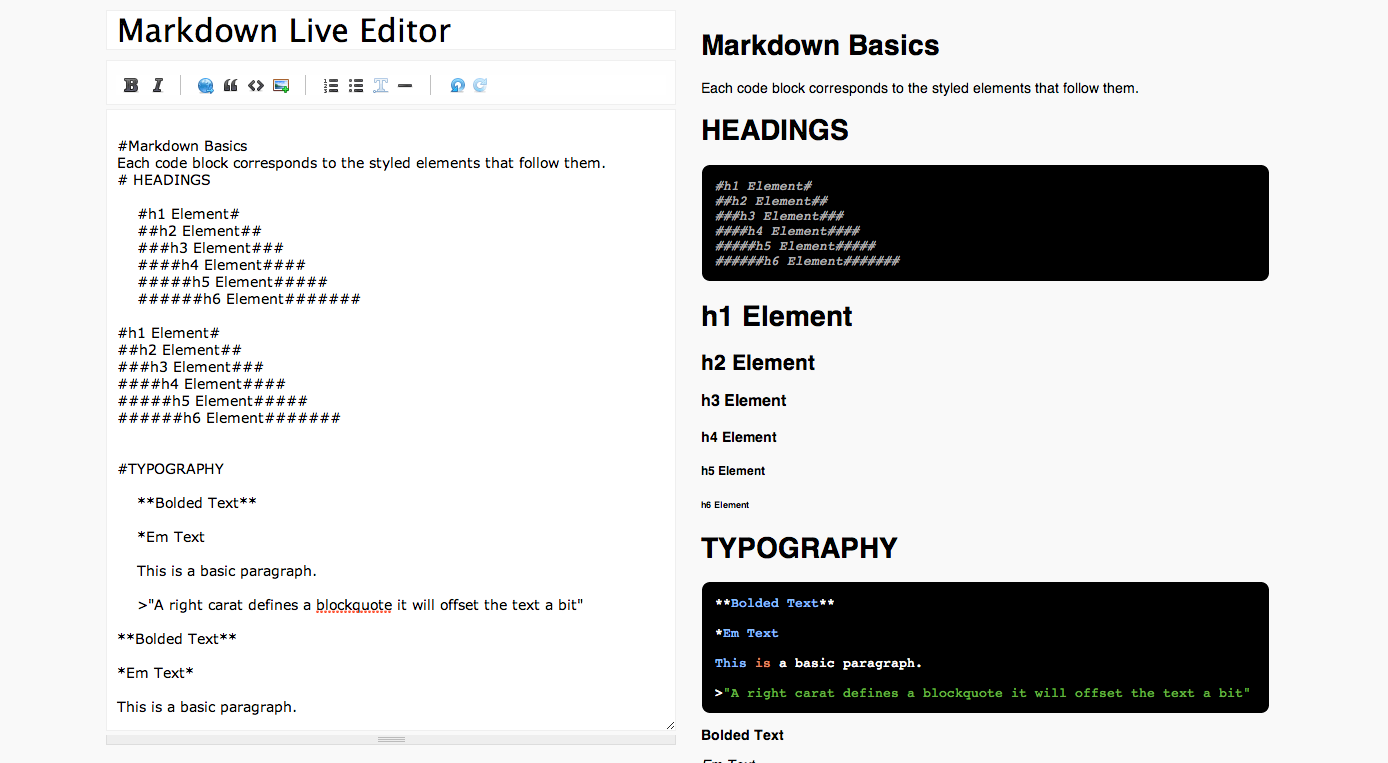 Markdown Live Editor
#Markdown Basics
Each code block corresponds to the styled elements that follow them.
# HEADINGS
#h1 Element#
##h2 Element##
###h3 Element###
####h4 Element####
#####h5 Element#####
######h6 Element#######
#h1 Element#
##h2 Element##
###h3 Element###
####h4 Element####
#####h5 Element#####
######h6 Element#######
#TYPOGRAPHY
**Bolded Text**
*Em Text
This is a basic paragraph.
>"A right carat defines a blockquote it will offset the text a bit"
**Bolded Text**
*Em Text*
This is a basic paragraph.
Markdown Basics
Each code block corresponds to the styled elements that follow them.
HEADINGS
#h1 Element#
##h2 Element##
###h3 Element###
####h4 Element####
#####h5 Element#####
######h6 Element#######
h1 Element
h2 Element
h3 Element
h4 Element
h5 Element
h6 Element
TYPOGRAPHY
**Bolded Text**
*Em Text
This is a basic paragraph.
>"A right carat defines a blockquote it will offset the text a bit"
Bolded Text
Em Text